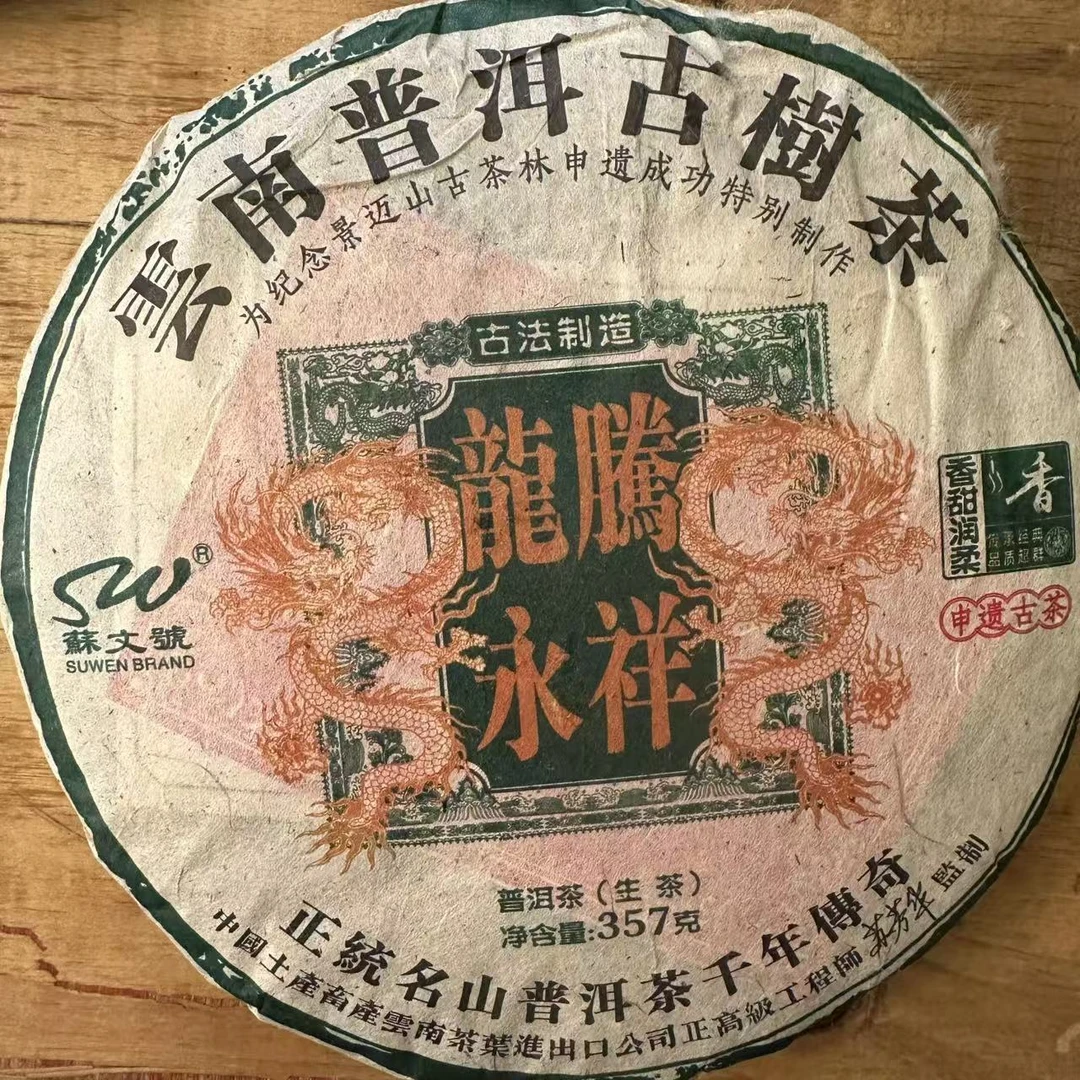 雲南普洱古樹茶
为纪念景迈山古茶林申遗成功特别制作
古法制造
龍騰
永祥
SW®
蘇文號
SUWEN BRAND
香
香甜润柔
申遗古茶
普洱茶（生茶）
净含量:357克
正統名山普洱茶千年傳奇
中國土產畜產雲南茶葉進出口公司正高級工程師 苏芳华 監制